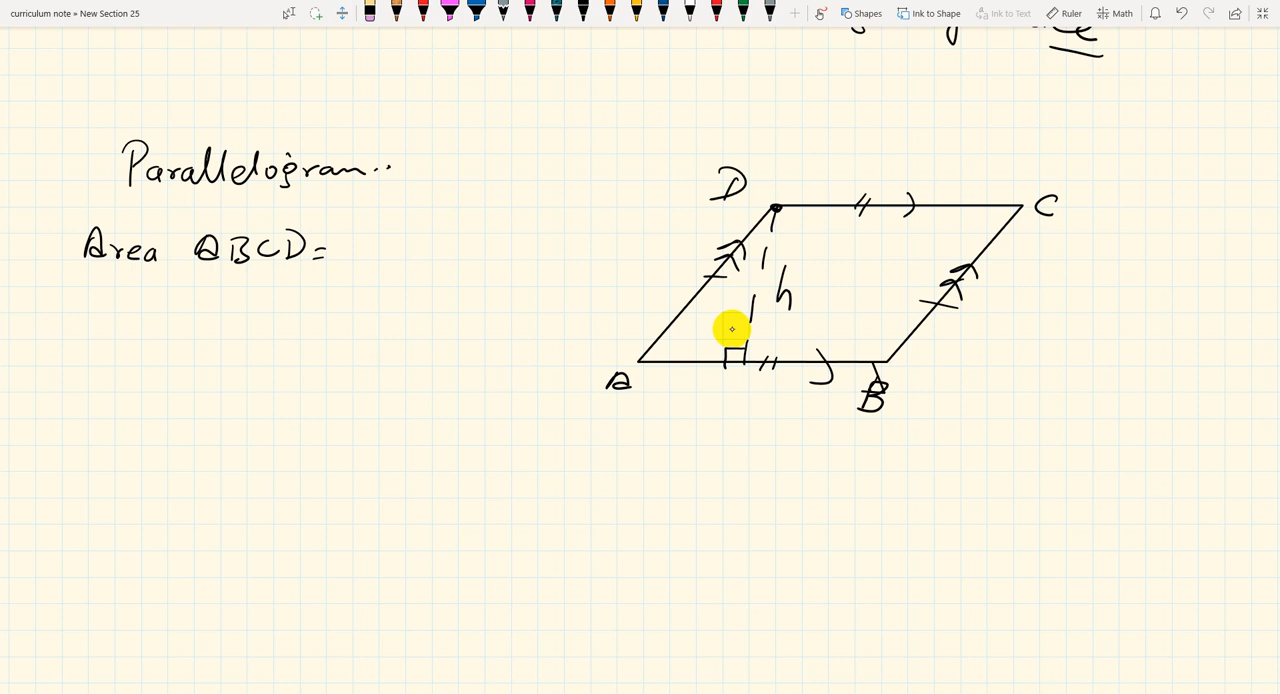 curriculum note » New Section 25
Shapes
Ink to Shape
Ink to Text
Ruler
Math
Parallelogram..
Area ABCD=
D
C
h
A
B